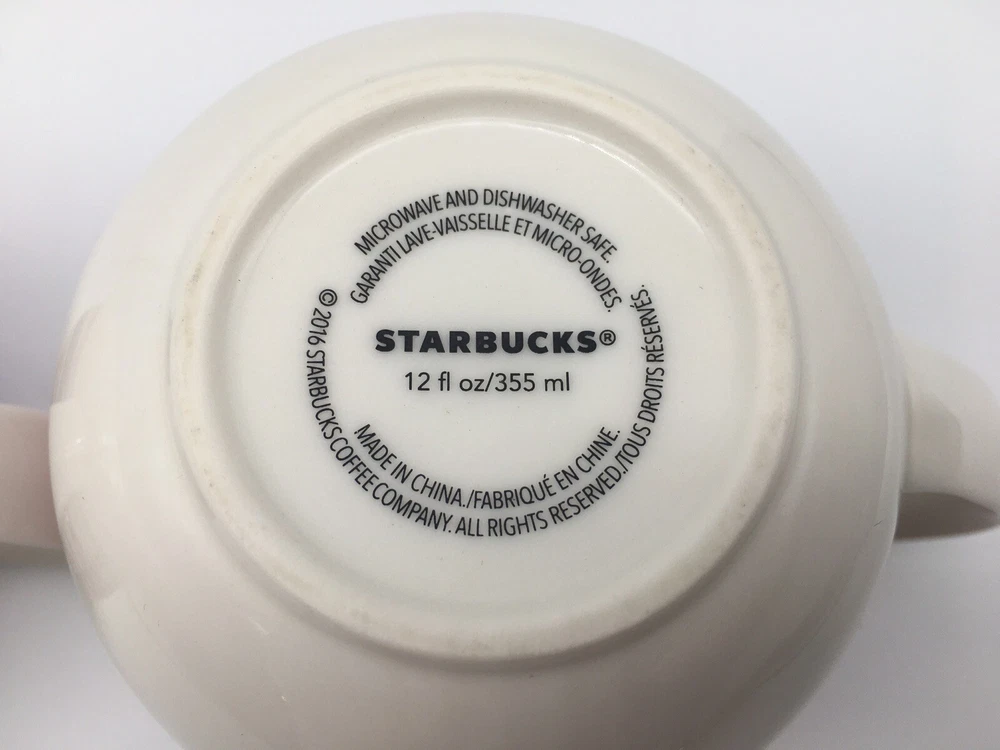 MICROWAVE AND DISHWASHER SAFE.
GARANTI LAVE-VAISSELLE ET MICRO-ONDES.
STARBUCKS®
12 fl oz/355 ml
MADE IN CHINA./FABRIQUÉ EN CHINE.
© 2016 STARBUCKS COFFEE COMPANY. ALL RIGHTS RESERVED./TOUS DROITS RÉSERVÉS.